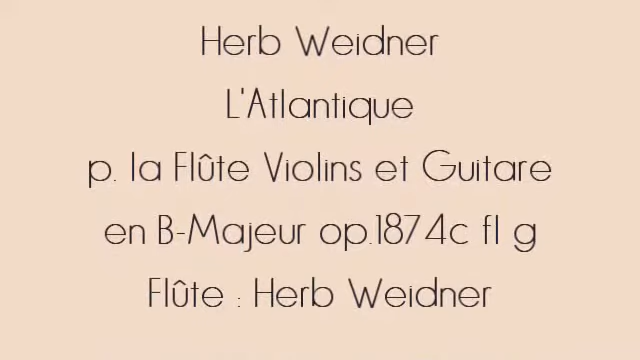 Herb Weidner
L'Atlantique
p. la Flûte Violins et Guitare
en B-Majeur op.1874c fl g
Flûte : Herb Weidner